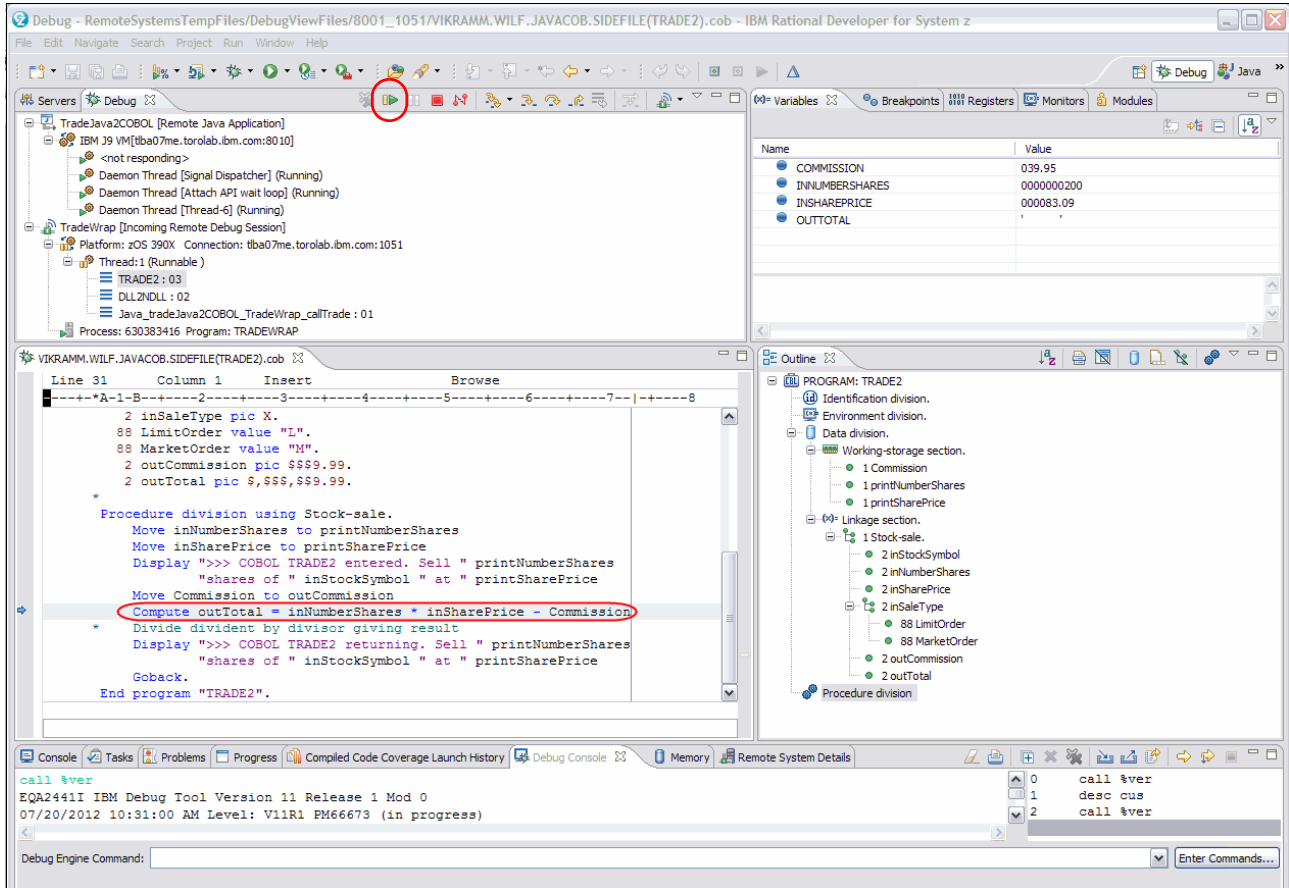 Debug - RemoteSystemsTempFiles/DebugViewFiles/8001_1051/VIKRAMM.WILF.JAVACOB.SIDEFILE(TRADE2).cob - IBM Rational Developer for System z
File Edit Navigate Search Project Run Window Help
Debug Java »
Servers Debug
TradeJava2COBOL [Remote Java Application]
IBM J9 VM[tlba07me.torolab.ibm.com:8010]
<not responding>
Daemon Thread [Signal Dispatcher] (Running)
Daemon Thread [Attach API wait loop] (Running)
Daemon Thread [Thread-6] (Running)
TradeWrap [Incoming Remote Debug Session]
Platform: zOS 390X Connection: tlba07me.torolab.ibm.com:1051
Thread:1 (Runnable )
TRADE2 : 03
DLL2NDLL : 02
Java_tradeJava2COBOL_TradeWrap_callTrade : 01
Process: 630383416 Program: TRADEWRAP
(x)= Variables Breakpoints 1010 0101 Registers Monitors Modules
Name Value
COMMISSION 039.95
INNUMBERSHARES 0000000200
INSHAREPRICE 000083.09
OUTTOTAL ' '
VIKRAMM.WILF.JAVACOB.SIDEFILE(TRADE2).cob
Line 31 Column 1 Insert Browse
----+-*A-1-B--+----2----+----3----+----4----+----5----+----6----+----7--|-+----8
2 inSaleType pic X.
88 LimitOrder value "L".
88 MarketOrder value "M".
2 outCommission pic $$$9.99.
2 outTotal pic $,$$$,$$9.99.
*
Procedure division using Stock-sale.
Move inNumberShares to printNumberShares
Move inSharePrice to printSharePrice
Display ">>> COBOL TRADE2 entered. Sell " printNumberShares
"shares of " inStockSymbol " at " printSharePrice
Move Commission to outCommission
Compute outTotal = inNumberShares * inSharePrice - Commission
* Divide divident by divisor giving result
Display ">>> COBOL TRADE2 returning. Sell " printNumberShares
"shares of " inStockSymbol " at " printSharePrice
Goback.
End program "TRADE2".
Outline
CBL PROGRAM: TRADE2
id Identification division.
Environment division.
Data division.
Working-storage section.
1 Commission
1 printNumberShares
1 printSharePrice
(x)= Linkage section.
1 Stock-sale.
2 inStockSymbol
2 inNumberShares
2 inSharePrice
2 inSaleType
88 LimitOrder
88 MarketOrder
2 outCommission
2 outTotal
Procedure division
Console Tasks Problems Progress Compiled Code Coverage Launch History Debug Console Memory Remote System Details
call %ver
EQA2441I IBM Debug Tool Version 11 Release 1 Mod 0
07/20/2012 10:31:00 AM Level: V11R1 PM66673 (in progress)
0 call %ver
1 desc cus
2 call %ver
Debug Engine Command: Enter Commands...